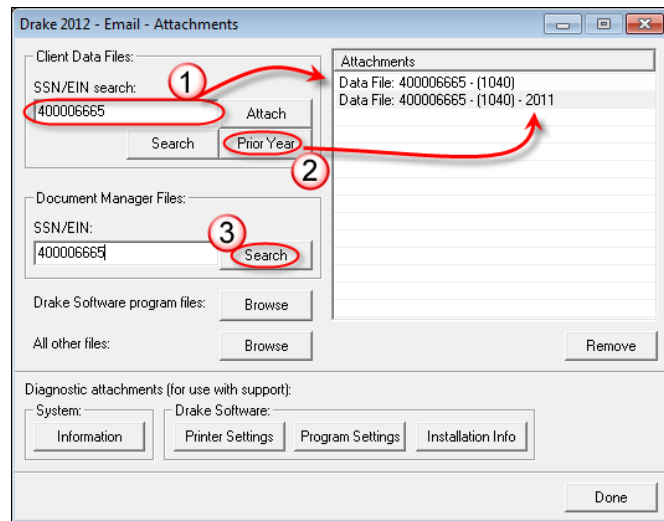 Drake 2012 - Email - Attachments
Client Data Files:
SSN/EIN search:
1
400006665
Attach
Search
Prior Year
2
Document Manager Files:
SSN/EIN:
3
400006665
Search
Drake Software program files:
Browse
All other files:
Browse
Attachments
Data File: 400006665 - (1040)
Data File: 400006665 - (1040) - 2011
Remove
Diagnostic attachments (for use with support):
System:
Information
Drake Software:
Printer Settings
Program Settings
Installation Info
Done